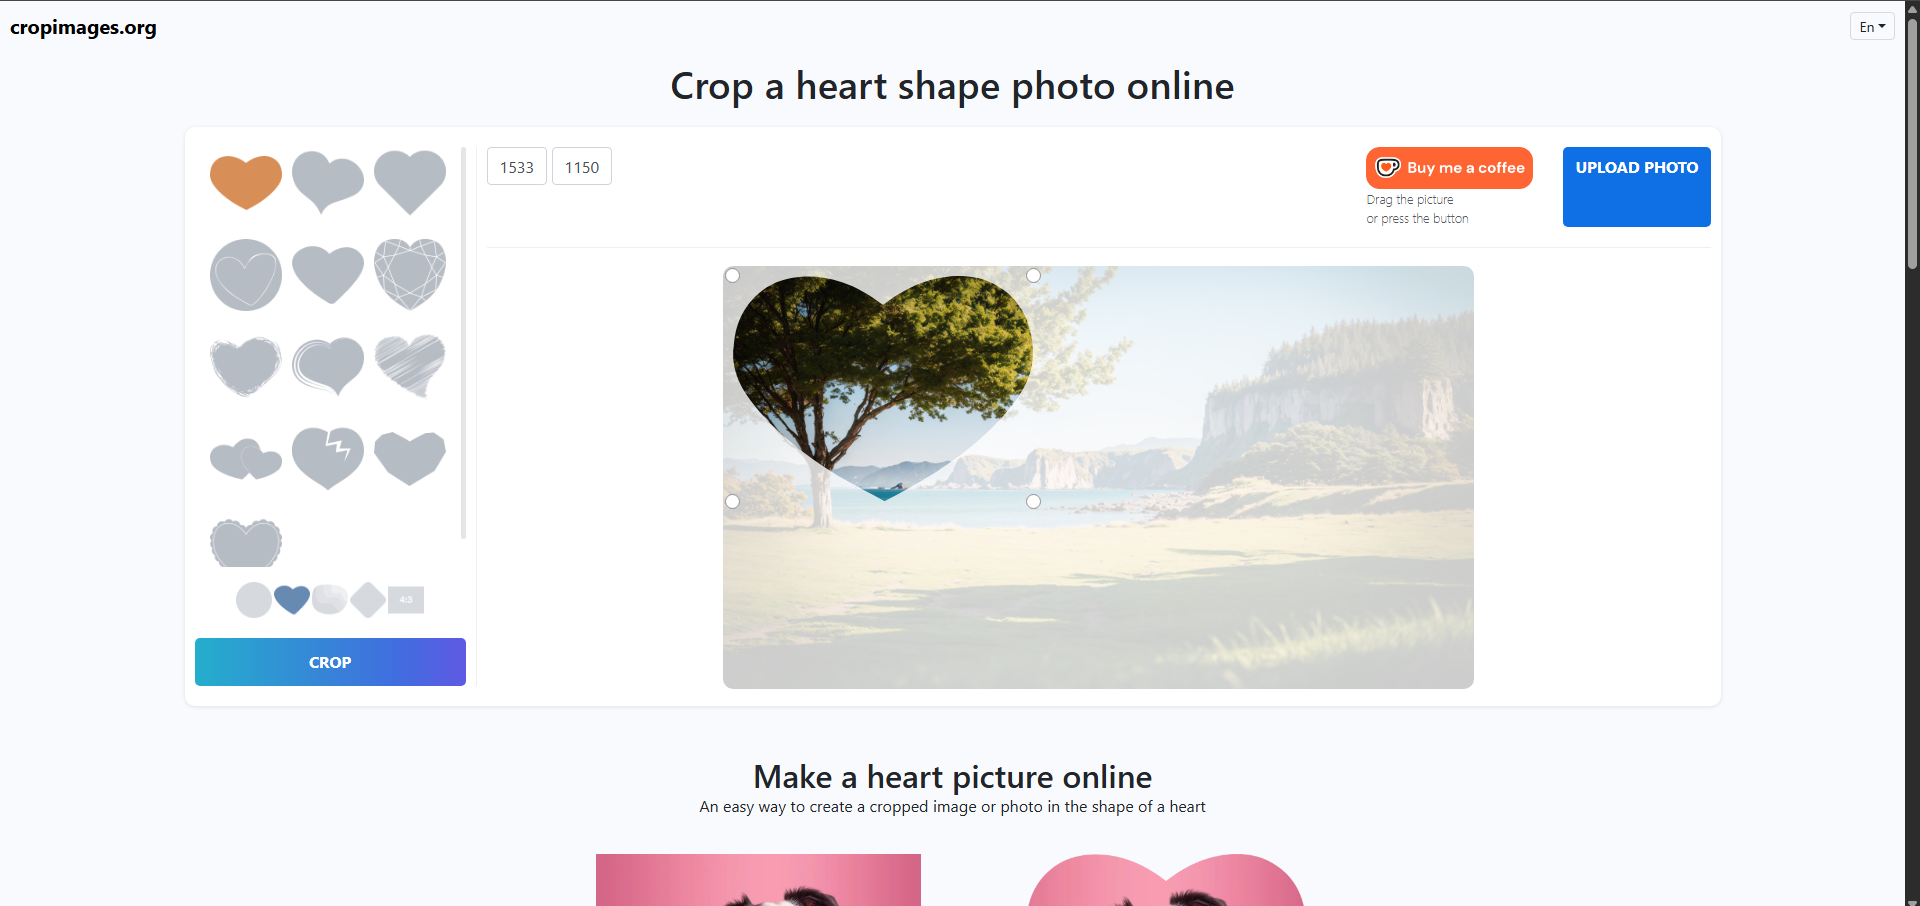 cropimages.org
En
Crop a heart shape photo online
1533
1150
Buy me a coffee
Drag the picture
or press the button
UPLOAD PHOTO
4:3
CROP
Make a heart picture online
An easy way to create a cropped image or photo in the shape of a heart